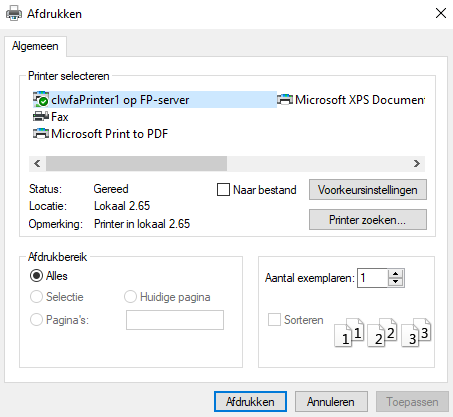 Afdrukken
Algemeen
Printer selecteren
clwfaPrinter1 op FP-server
Microsoft XPS Document
Fax
Microsoft Print to PDF
Status: Gereed
Naar bestand
Voorkeursinstellingen
Locatie: Lokaal 2.65
Opmerking: Printer in lokaal 2.65
Printer zoeken...
Afdrukbereik
Alles
Selectie
Huidige pagina
Pagina's:
Aantal exemplaren: 1
Sorteren
1 1 2 2 3 3
Afdrukken
Annuleren
Toepassen